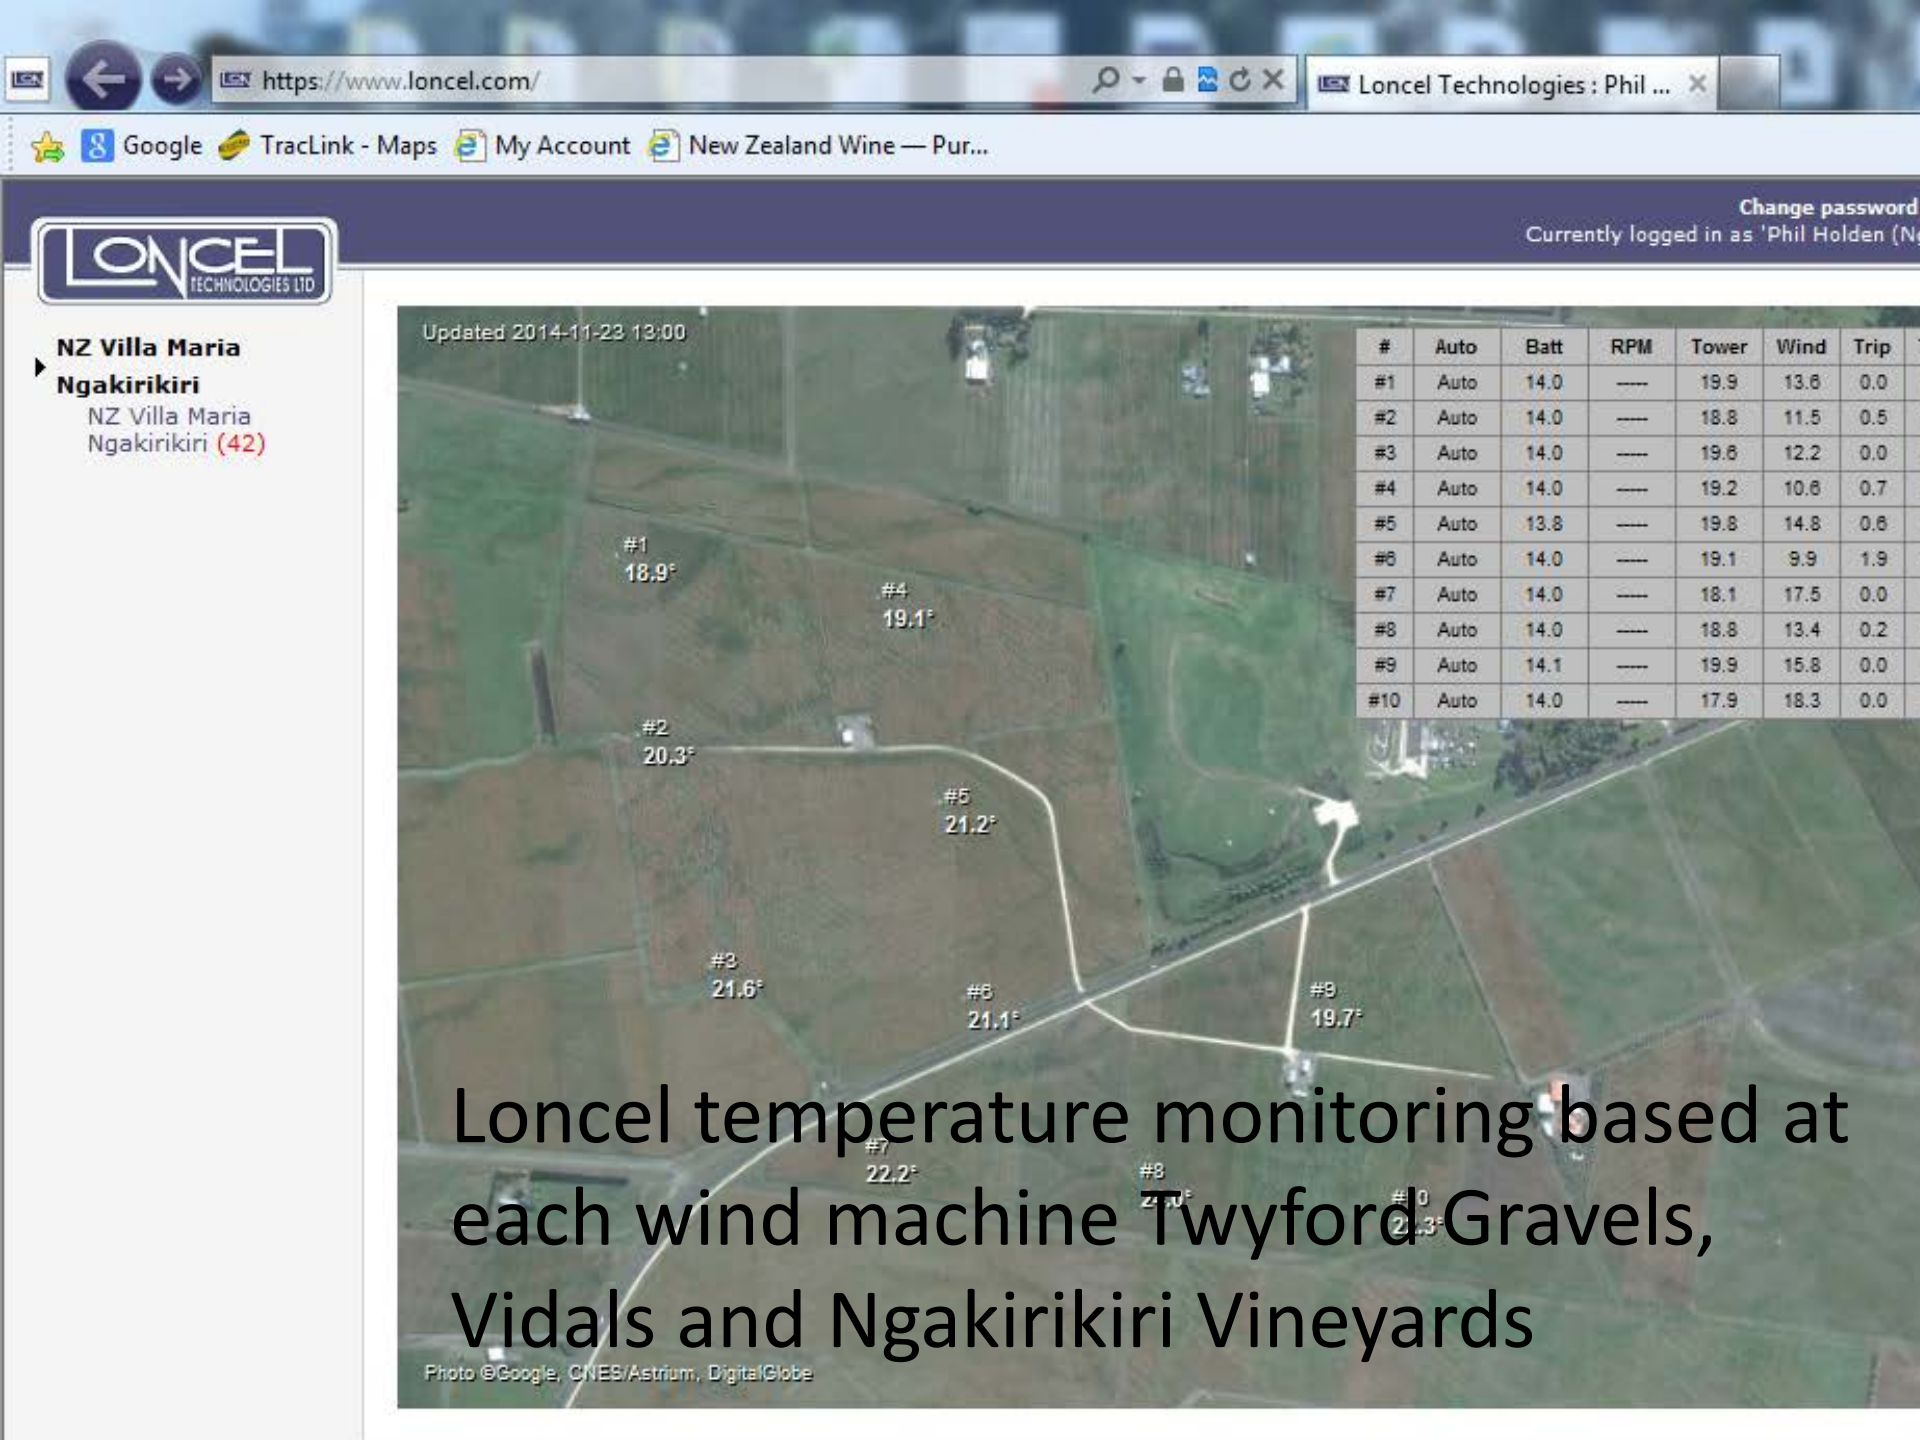 https://www.loncel.com/
Loncel Technologies : Phil ...
Google TracLink - Maps My Account New Zealand Wine — Pur...
Change password
Currently logged in as 'Phil Holden (Ng
LONCEL
TECHNOLOGIES LTD
NZ Villa Maria
Ngakirikiri
NZ Villa Maria
Ngakirikiri (42)
Updated 2014-11-23 13:00
# Auto Batt RPM Tower Wind Trip
#1 Auto 14.0 ----- 19.9 13.6 0.0
#2 Auto 14.0 ----- 18.8 11.5 0.5
#3 Auto 14.0 ----- 19.6 12.2 0.0
#4 Auto 14.0 ----- 19.2 10.6 0.7
#5 Auto 13.8 ----- 19.8 14.8 0.6
#6 Auto 14.0 ----- 19.1 9.9 1.9
#7 Auto 14.0 ----- 18.1 17.5 0.0
#8 Auto 14.0 ----- 18.8 13.4 0.2
#9 Auto 14.1 ----- 19.9 15.8 0.0
#10 Auto 14.0 ----- 17.9 18.3 0.0
#1
18.9°
#4
19.1°
#2
20.3°
#5
21.2°
#3
21.6°
#6
21.1°
#9
19.7°
#7
22.2°
#8
#10
Loncel temperature monitoring based at
each wind machine Twyford Gravels,
Vidals and Ngakirikiri Vineyards
Photo ©Google, CNES/Astrium, DigitalGlobe